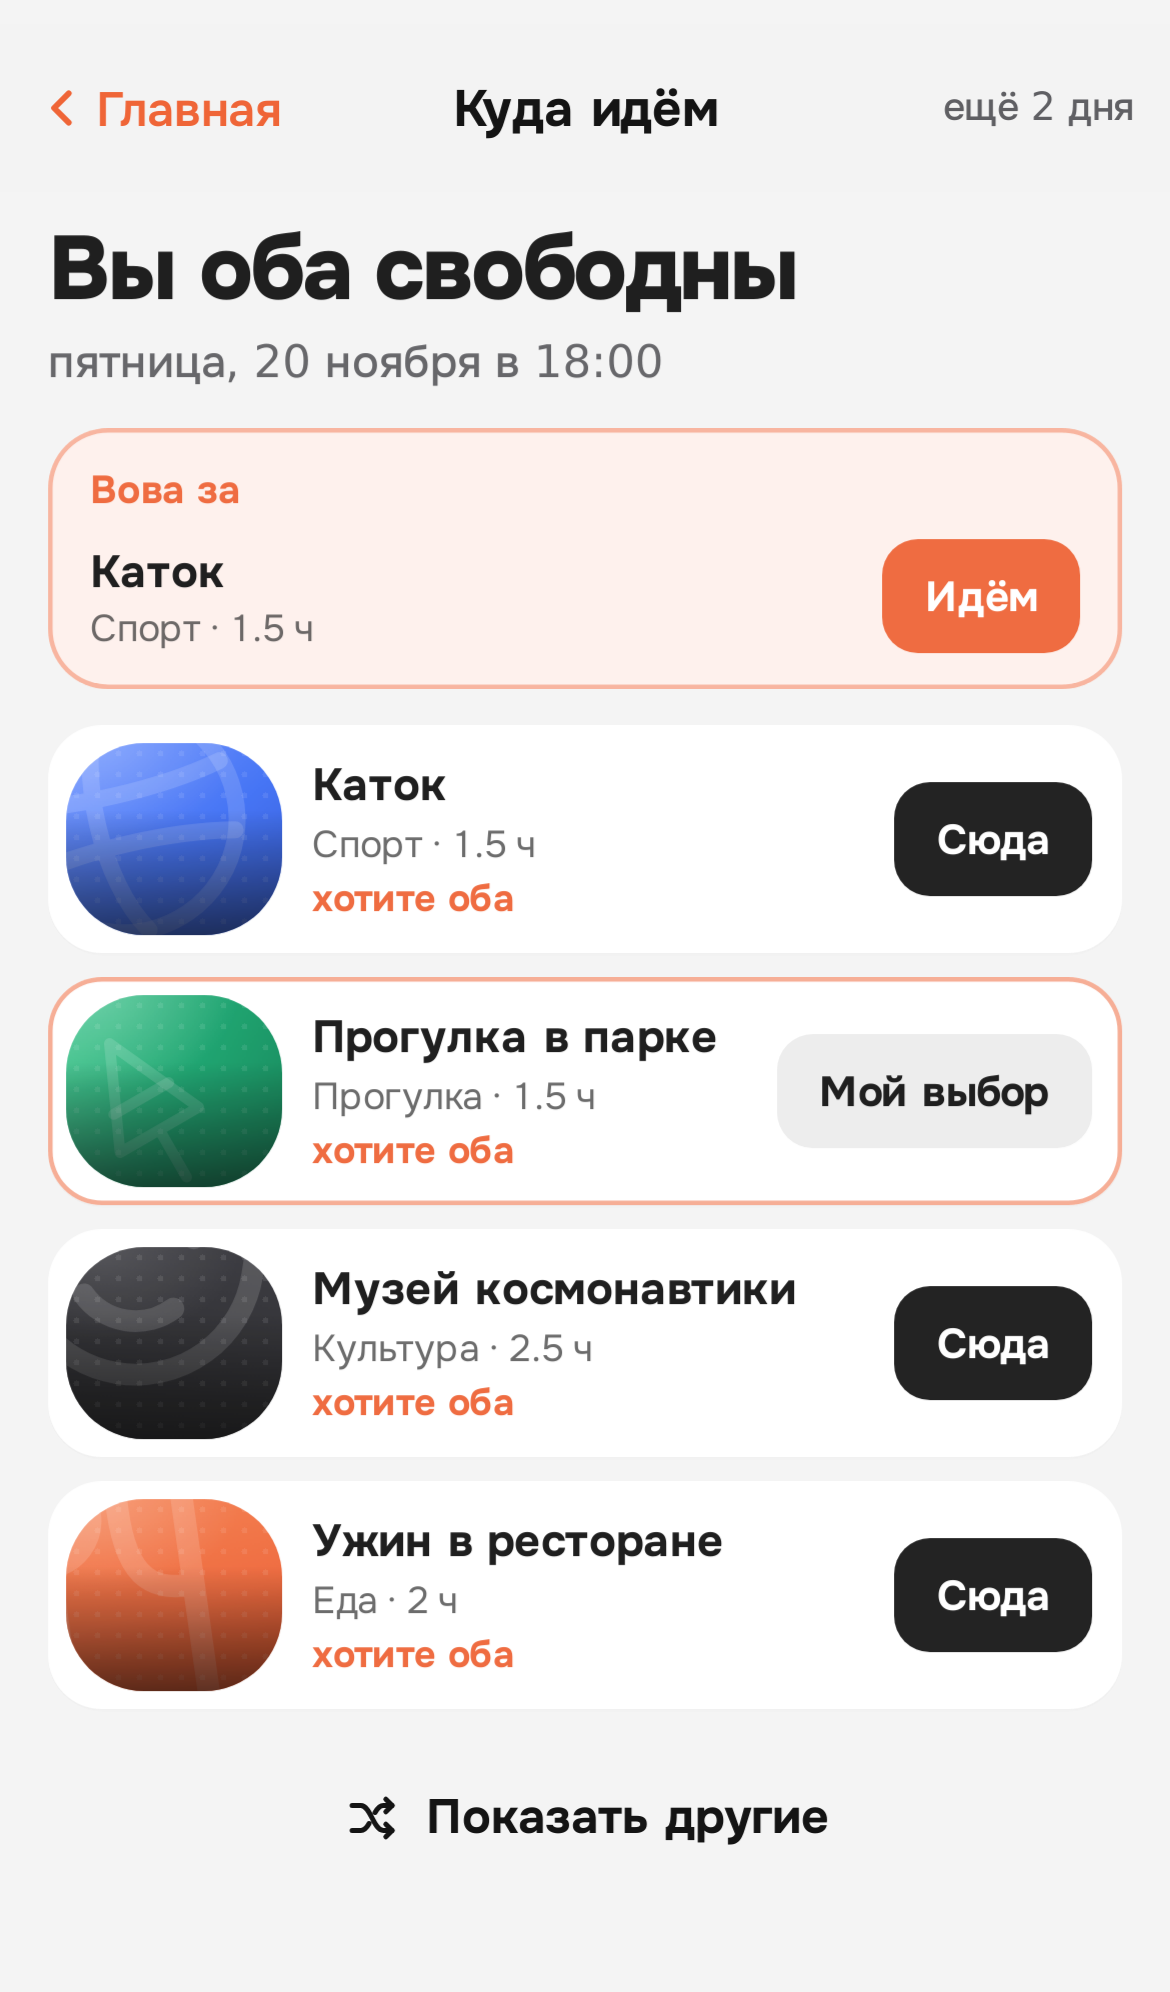 Главная
Куда идём
ещё 2 дня
Вы оба свободны
пятница, 20 ноября в 18:00
Вова за
Каток
Спорт · 1.5 ч
Идём
Каток
Спорт · 1.5 ч
хотите оба
Сюда
Прогулка в парке
Прогулка · 1.5 ч
хотите оба
Мой выбор
Музей космонавтики
Культура · 2.5 ч
хотите оба
Сюда
Ужин в ресторане
Еда · 2 ч
хотите оба
Сюда
Показать другие